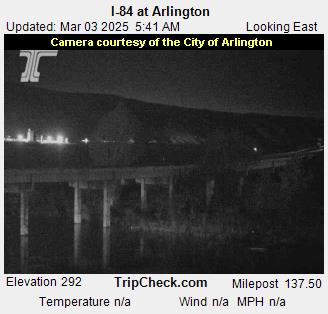 I-84 at Arlington
Updated: Mar 03 2025 5:41 AM Looking East
Camera courtesy of the City of Arlington
Elevation 292 TripCheck.com Milepost 137.50
Temperature n/a Wind n/a MPH n/a